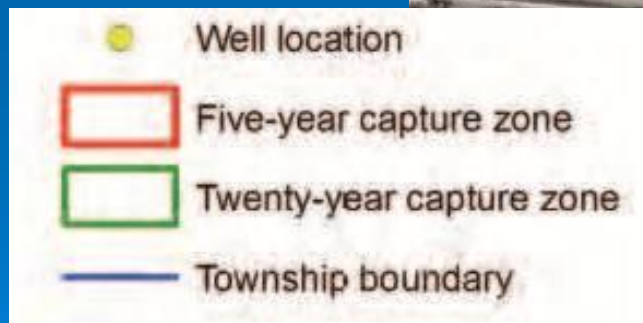 Well location
Five-year capture zone
Twenty-year capture zone
Township boundary